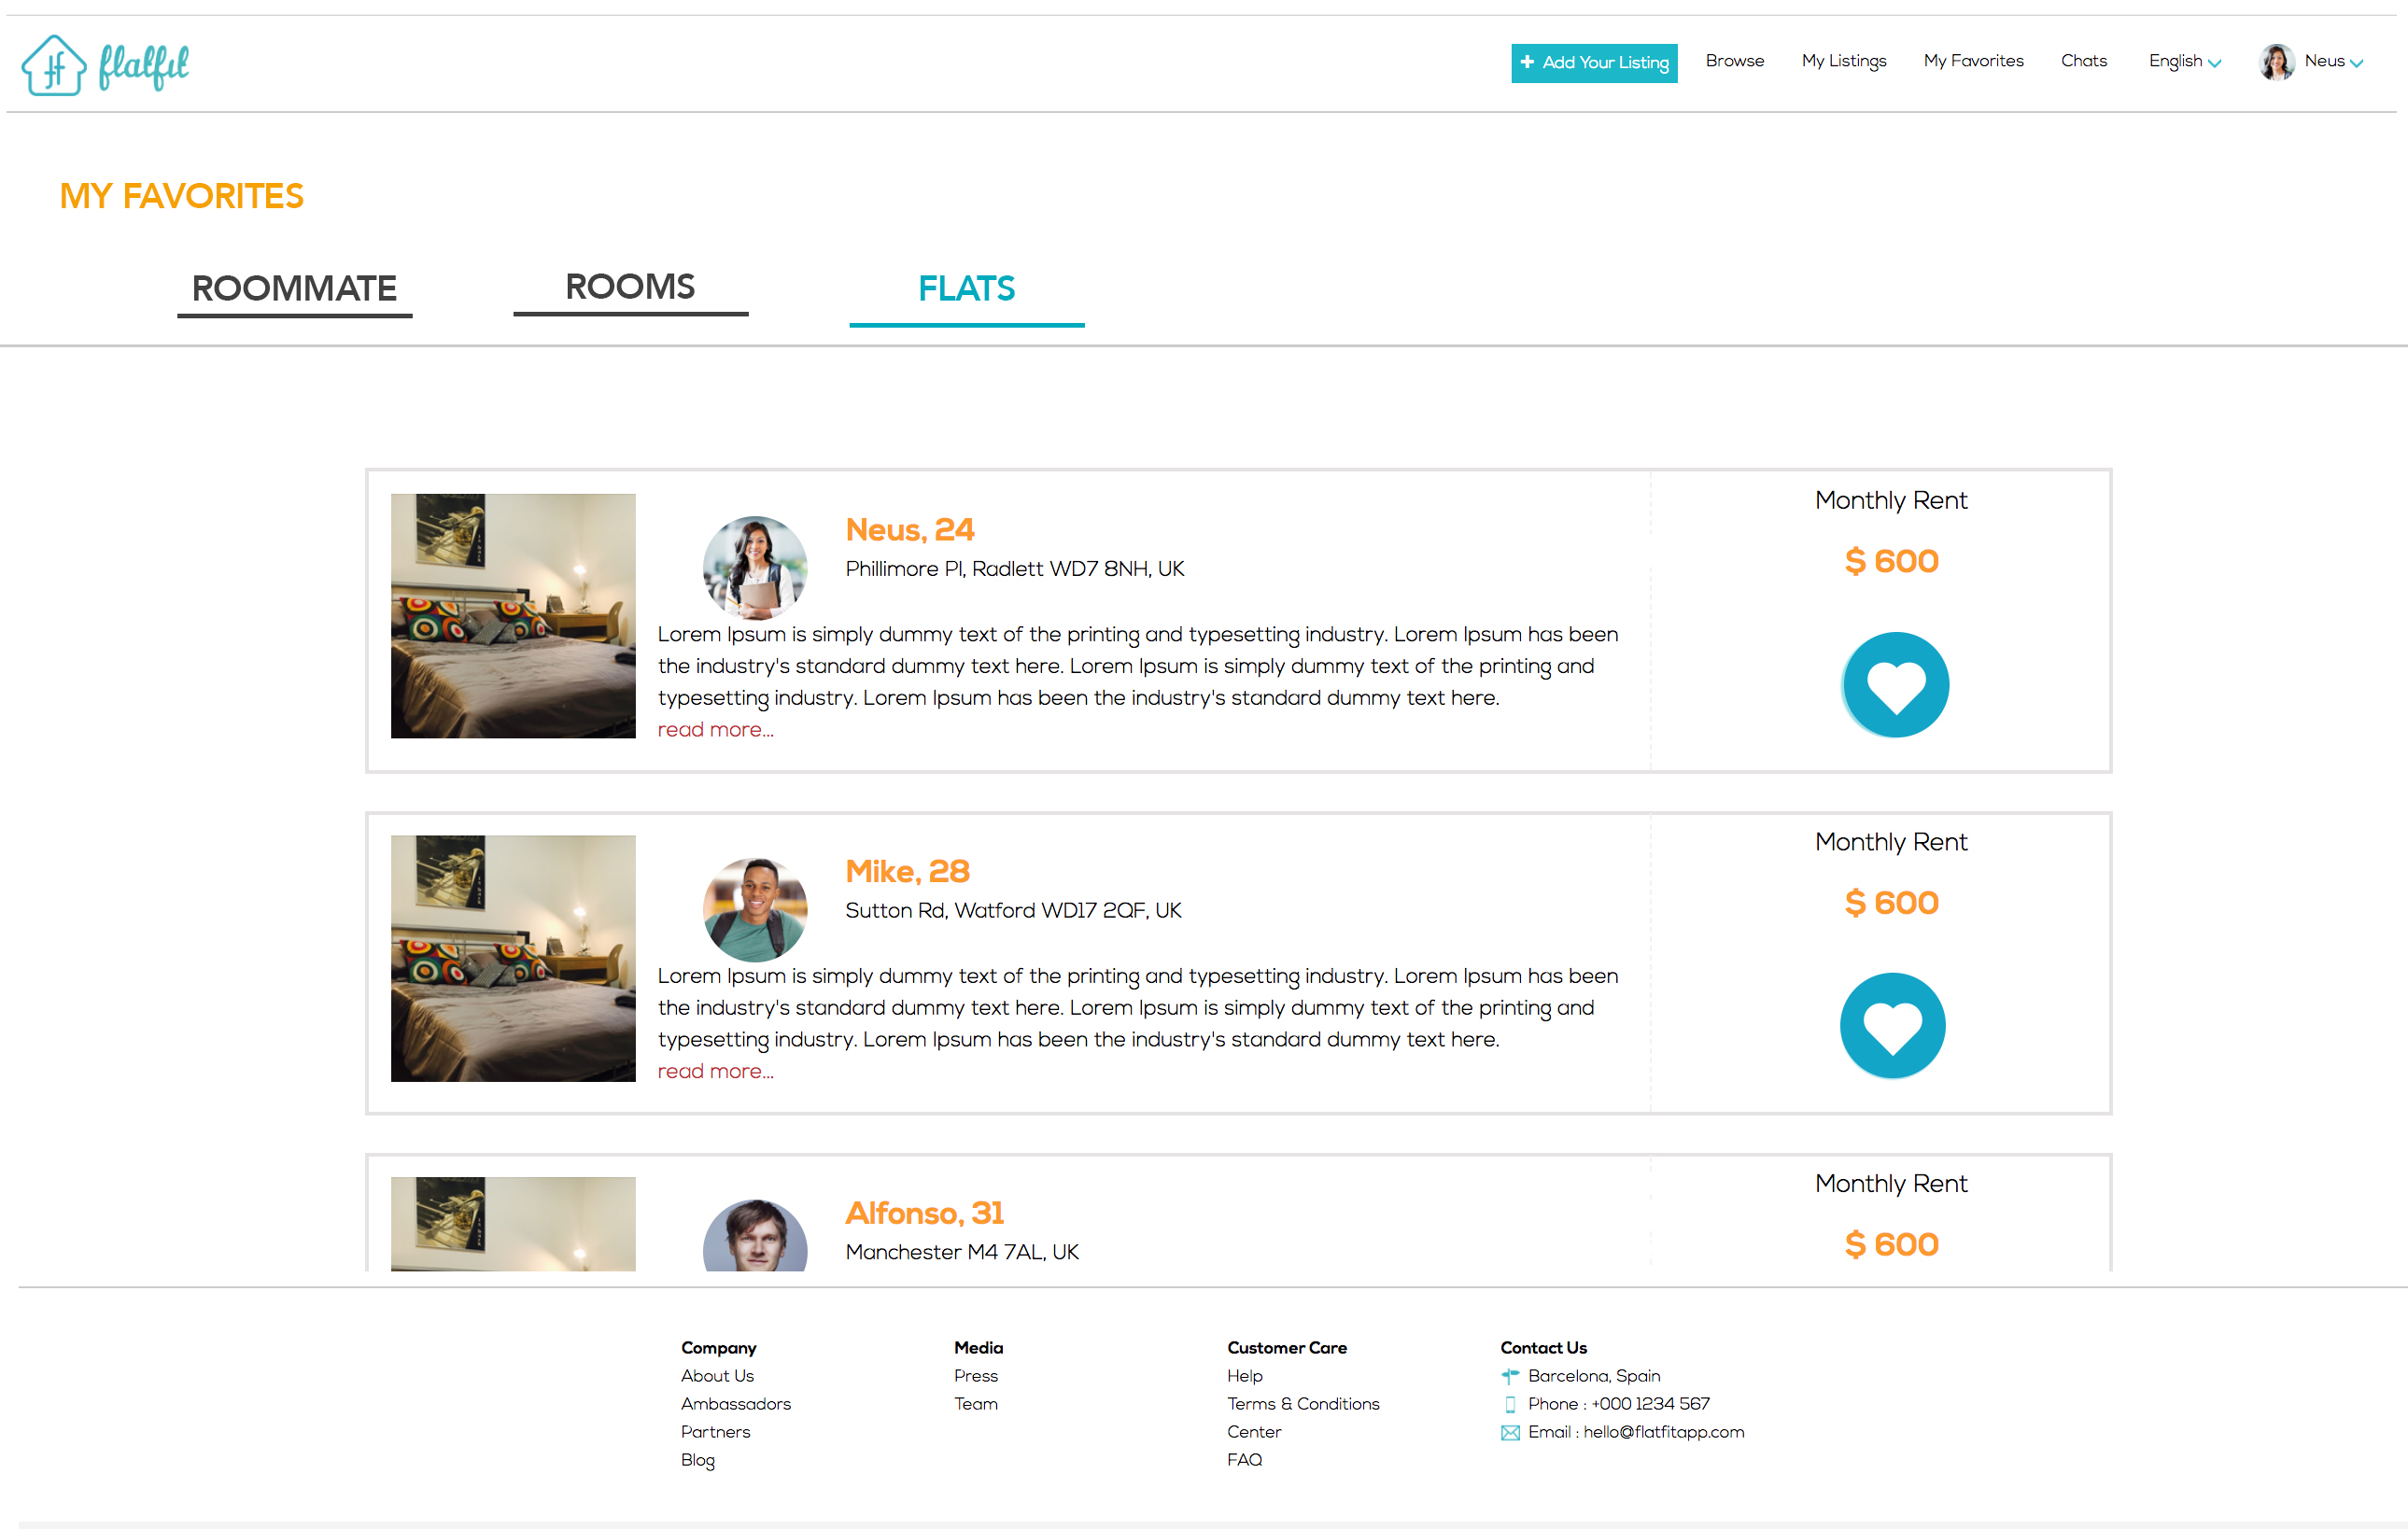 flatfit
+ Add Your Listing Browse My Listings My Favorites Chats English Neus
MY FAVORITES
ROOMMATE ROOMS FLATS
Neus, 24
Phillimore Pl, Radlett WD7 8NH, UK
Lorem Ipsum is simply dummy text of the printing and typesetting industry. Lorem Ipsum has been
the industry's standard dummy text here. Lorem Ipsum is simply dummy text of the printing and
typesetting industry. Lorem Ipsum has been the industry's standard dummy text here.
read more...
Monthly Rent
$ 600
Mike, 28
Sutton Rd, Watford WD17 2QF, UK
Lorem Ipsum is simply dummy text of the printing and typesetting industry. Lorem Ipsum has been
the industry's standard dummy text here. Lorem Ipsum is simply dummy text of the printing and
typesetting industry. Lorem Ipsum has been the industry's standard dummy text here.
read more...
Monthly Rent
$ 600
Alfonso, 31
Manchester M4 7AL, UK
Monthly Rent
$ 600
Company
About Us
Ambassadors
Partners
Blog
Media
Press
Team
Customer Care
Help
Terms & Conditions
Center
FAQ
Contact Us
Barcelona, Spain
Phone : +000 1234 567
Email : hello@flatfitapp.com